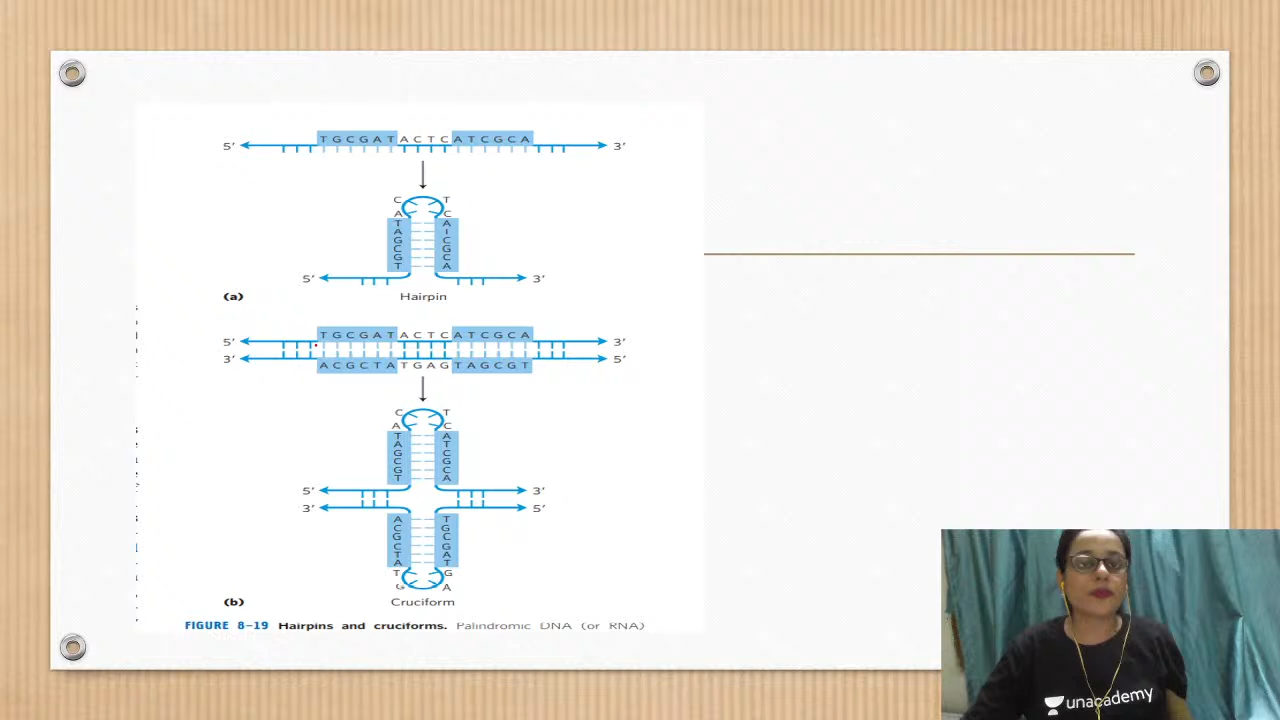 TGCGATACTCATCGCA
5′ 3′
C T
A C
T A
A I
G C
C G
G C
T A
5′ 3′
(a) Hairpin
TGCGATACTCATCGCA
5′ 3′
3′ 5′
ACGCTATGAGTAGCGT
C T
A C
T A
A T
G C
C G
G C
T A
5′ 3′
3′ 5′
A T
C G
G C
C G
T A
A T
T G
G A
(b) Cruciform
FIGURE 8–19 Hairpins and cruciforms. Palindromic DNA (or RNA)
unacademy